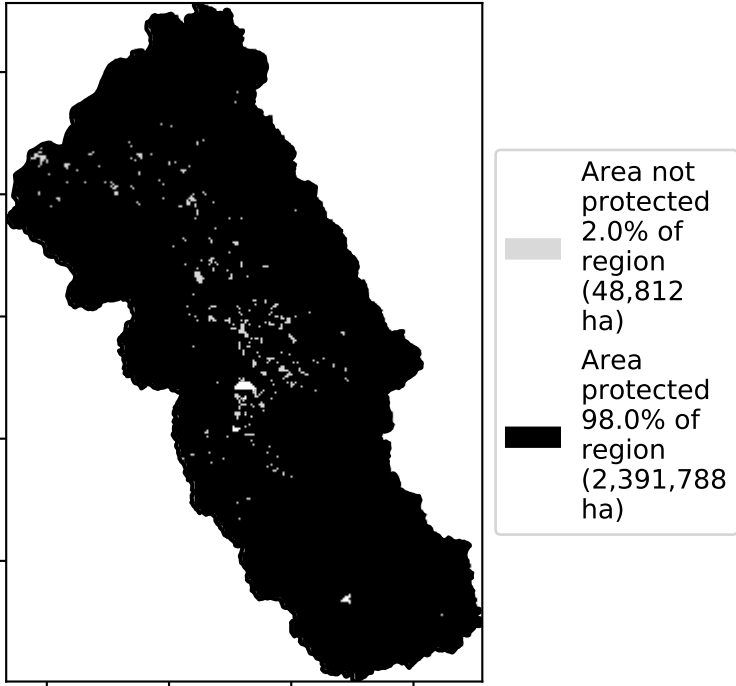 Area not
protected
2.0% of
region
(48,812
ha)
Area
protected
98.0% of
region
(2,391,788
ha)